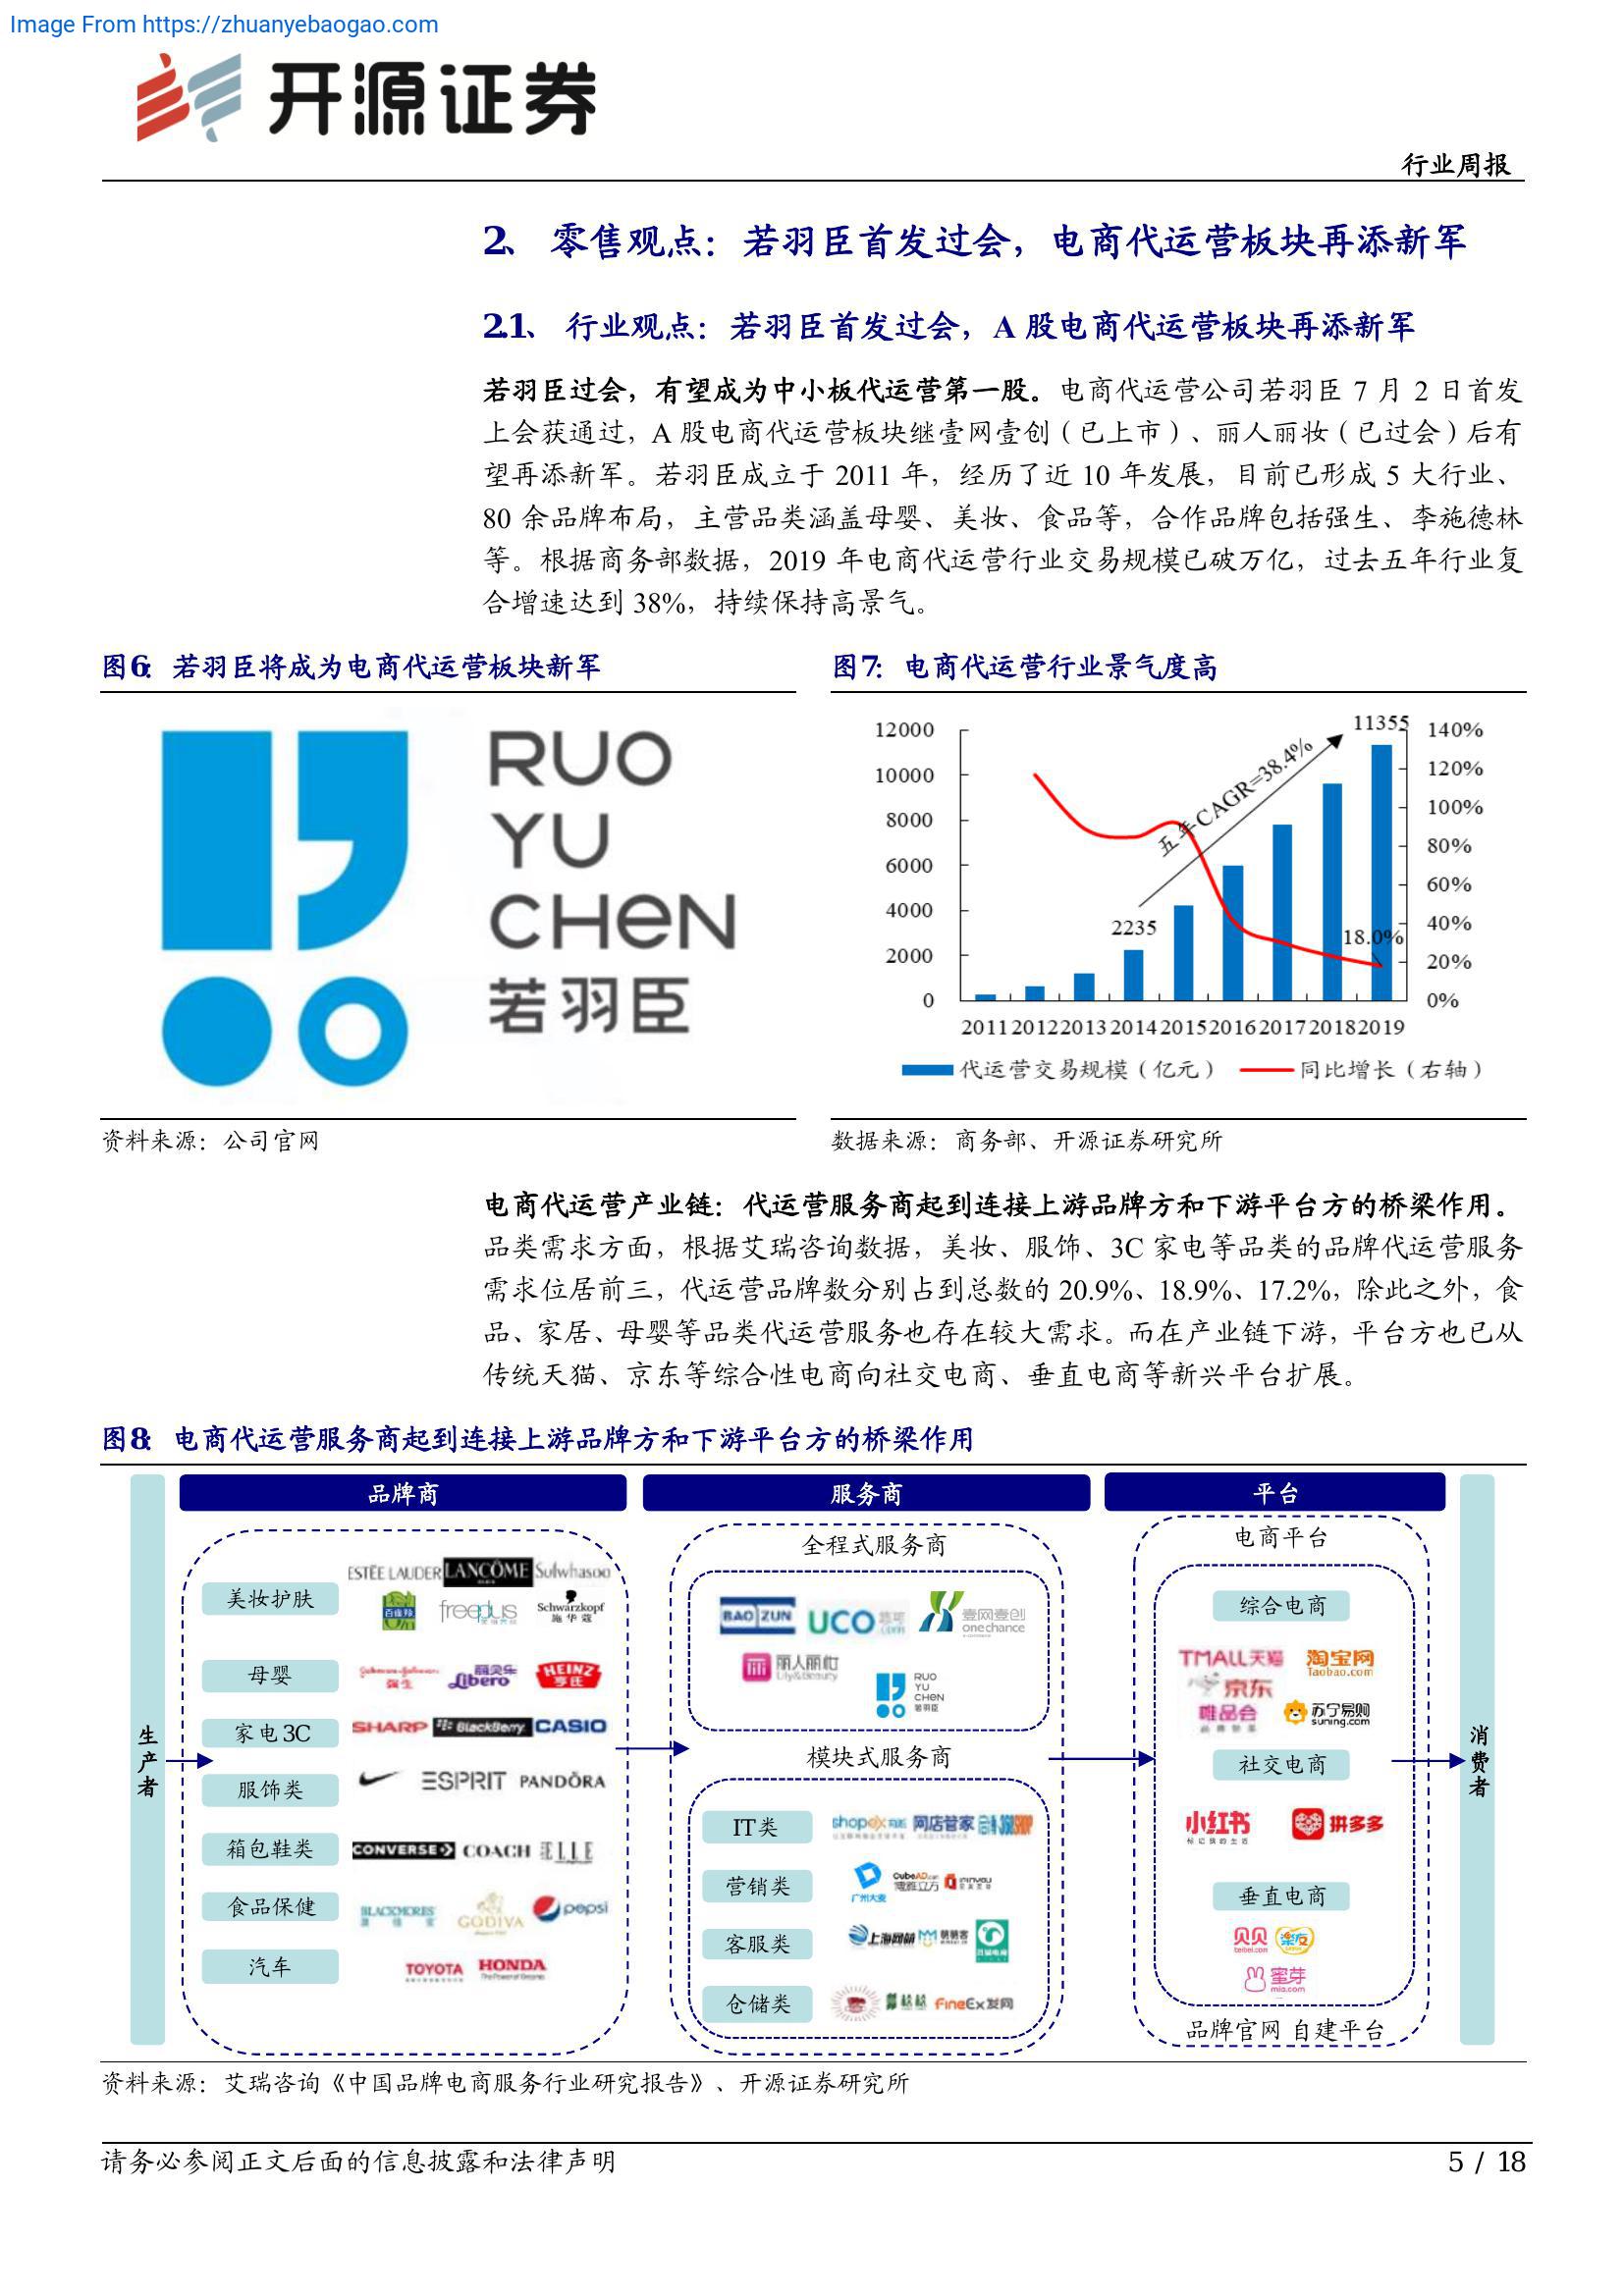 Image From https://zhuanyebaogao.com
开源证券
行业周报
2、 零售观点：若羽臣首发过会，电商代运营板块再添新军
2.1、 行业观点：若羽臣首发过会，A 股电商代运营板块再添新军
若羽臣过会，有望成为中小板代运营第一股。电商代运营公司若羽臣 7 月 2 日首发
上会获通过，A 股电商代运营板块继壹网壹创（已上市）、丽人丽妆（已过会）后有
望再添新军。若羽臣成立于 2011 年，经历了近 10 年发展，目前已形成 5 大行业、
80 余品牌布局，主营品类涵盖母婴、美妆、食品等，合作品牌包括强生、李施德林
等。根据商务部数据，2019 年电商代运营行业交易规模已破万亿，过去五年行业复
合增速达到 38%，持续保持高景气。
图6：若羽臣将成为电商代运营板块新军
RUO
YU
CHEN
若羽臣
资料来源：公司官网
图7：电商代运营行业景气度高
12000
10000
8000
6000
4000
2000
0
140%
120%
100%
80%
60%
40%
20%
0%
11355
五年CAGR=38.4%
2235
18.0%
2011 2012 2013 2014 2015 2016 2017 2018 2019
代运营交易规模（亿元） 同比增长（右轴）
数据来源：商务部、开源证券研究所
电商代运营产业链：代运营服务商起到连接上游品牌方和下游平台方的桥梁作用。
品类需求方面，根据艾瑞咨询数据，美妆、服饰、3C 家电等品类的品牌代运营服务
需求位居前三，代运营品牌数分别占到总数的 20.9%、18.9%、17.2%，除此之外，食
品、家居、母婴等品类代运营服务也存在较大需求。而在产业链下游，平台方也已从
传统天猫、京东等综合性电商向社交电商、垂直电商等新兴平台扩展。
图8：电商代运营服务商起到连接上游品牌方和下游平台方的桥梁作用
生产者
品牌商
美妆护肤
ESTĒE LAUDER LANCÔME Sulwhasoo
百雀羚 freeplus Schwarzkopf
施华蔻
母婴
Johnson's 强生 丽贝乐 Libero HEINZ 亨氏
家电3C
SHARP BlackBerry CASIO
服饰类
ESPRIT PANDÖRA
箱包鞋类
CONVERSE COACH ELLE
食品保健
BLACKMORES GODIVA pepsi
汽车
TOYOTA HONDA
The Power of Dreams
服务商
全程式服务商
BAO ZUN UCO.COM 悠可 壹网壹创
onechance
丽人丽妆
Lily&Beauty
RUO
YU
CHEN
若羽臣
模块式服务商
IT类
shopex 网店管家 360SHOP
营销类
广州大麦 CubeAD
客服类
上海网萌
仓储类
FineEx发网
平台
电商平台
综合电商
TMALL天猫 淘宝网
Taobao.com
京东
唯品会 苏宁易购
suning.com
社交电商
小红书 拼多多
标记我的生活
垂直电商
贝贝 乐友
beibei.com
蜜芽
mia.com
品牌官网 自建平台
消费者
资料来源：艾瑞咨询《中国品牌电商服务行业研究报告》、开源证券研究所
请务必参阅正文后面的信息披露和法律声明
5 / 18